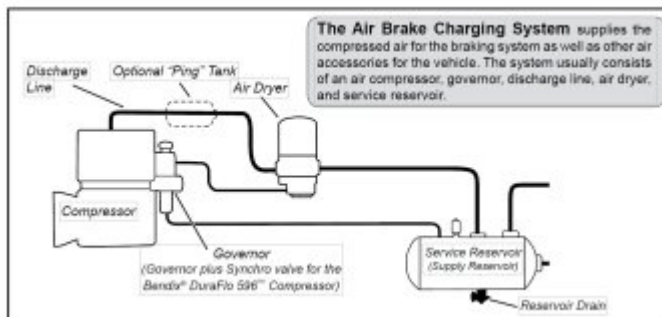 The Air Brake Charging System supplies the
compressed air for the braking system as well as other air
accessories for the vehicle. The system usually consists
of an air compressor, governor, discharge line, air dryer,
and service reservoir.
Discharge
Line
Optional "Ping" Tank
Air Dryer
Compressor
Governor
(Governor plus Synchro valve for the
Bendix® DuraFlo 596™ Compressor)
Service Reservoir
(Supply Reservoir)
Reservoir Drain